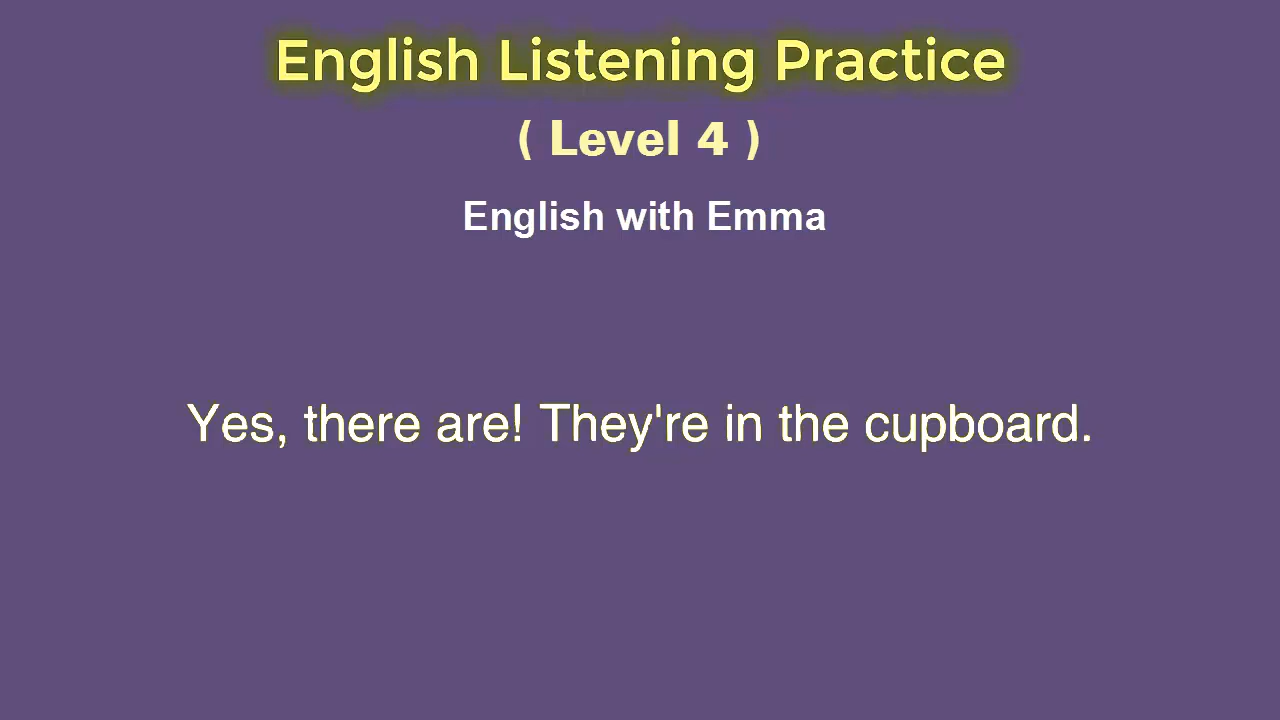 English Listening Practice
( Level 4 )
English with Emma
Yes, there are! They're in the cupboard.